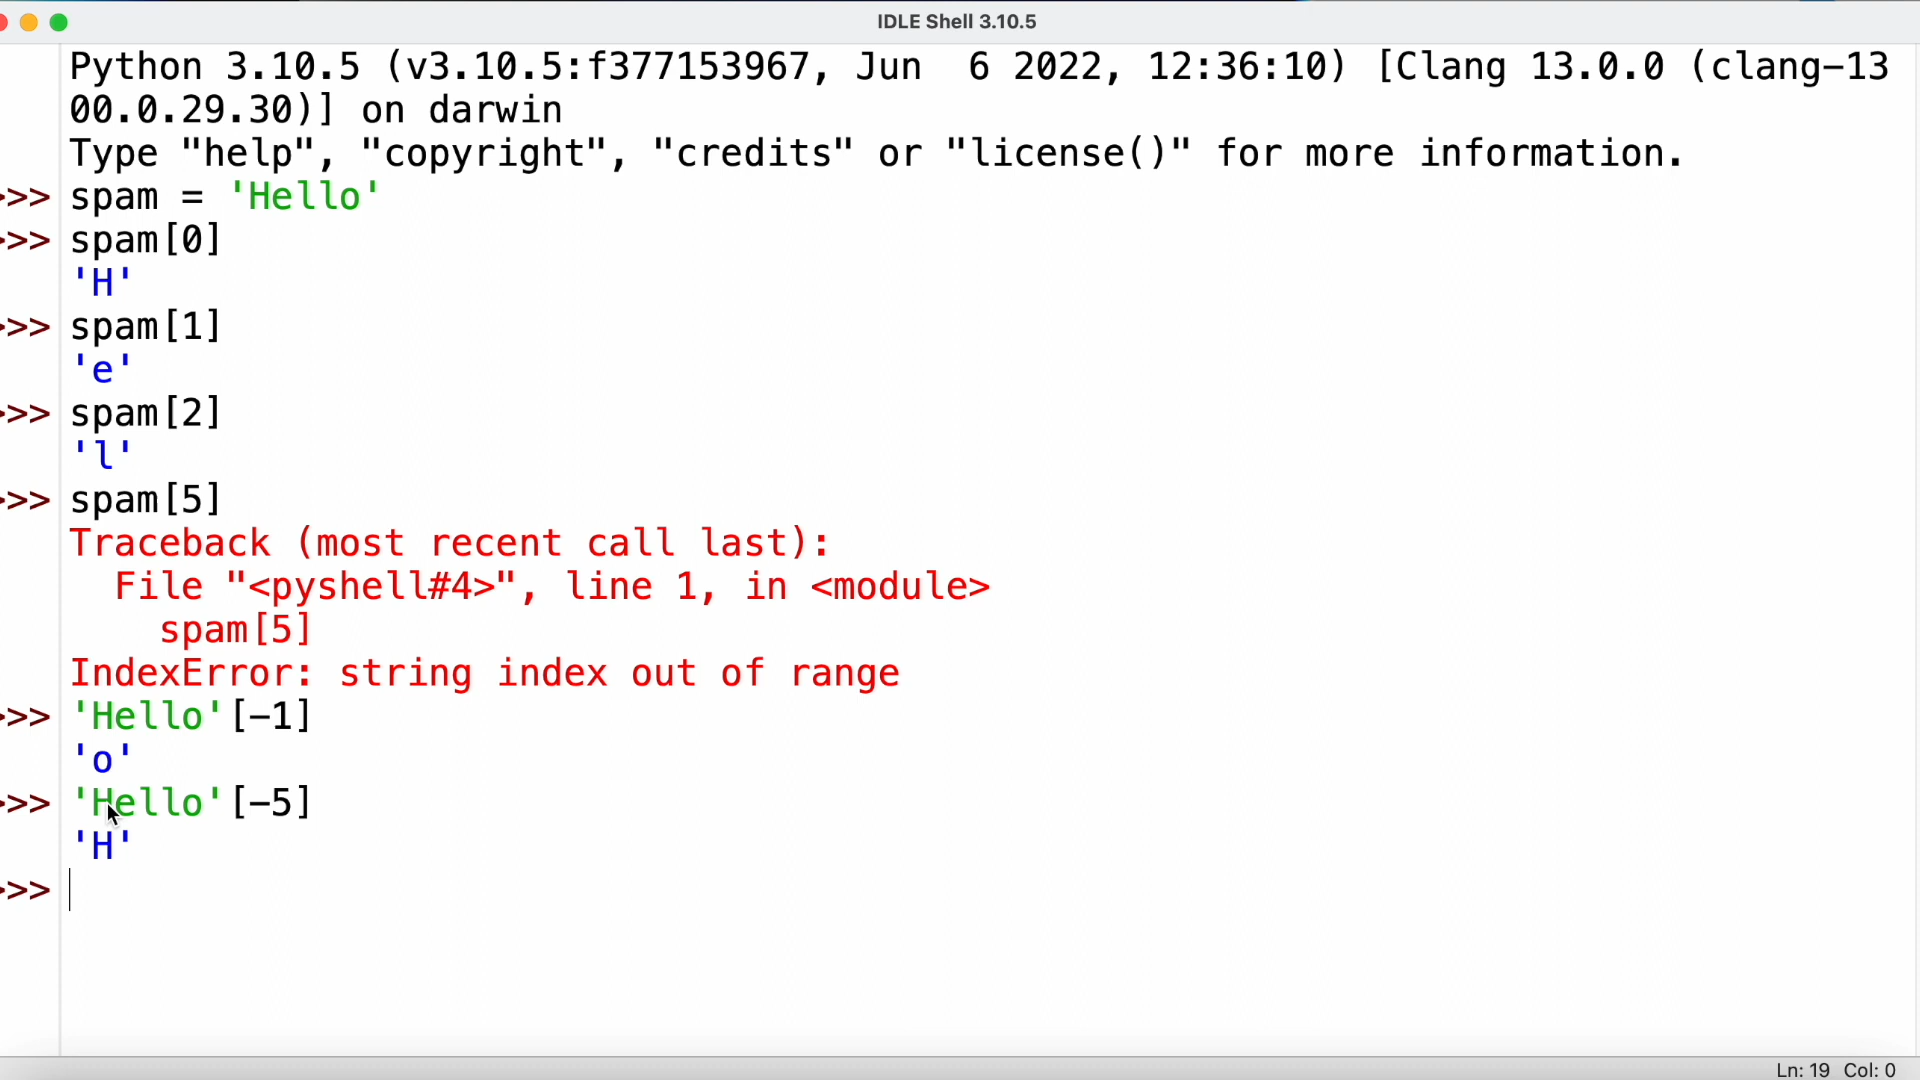 IDLE Shell 3.10.5
Python 3.10.5 (v3.10.5:f377153967, Jun  6 2022, 12:36:10) [Clang 13.0.0 (clang-13
00.0.29.30)] on darwin
Type "help", "copyright", "credits" or "license()" for more information.
>>> spam = 'Hello'
>>> spam[0]
'H'
>>> spam[1]
'e'
>>> spam[2]
'l'
>>> spam[5]
Traceback (most recent call last):
  File "<pyshell#4>", line 1, in <module>
    spam[5]
IndexError: string index out of range
>>> 'Hello'[-1]
'o'
>>> 'Hello'[-5]
'H'
>>>
Ln: 19 Col: 0